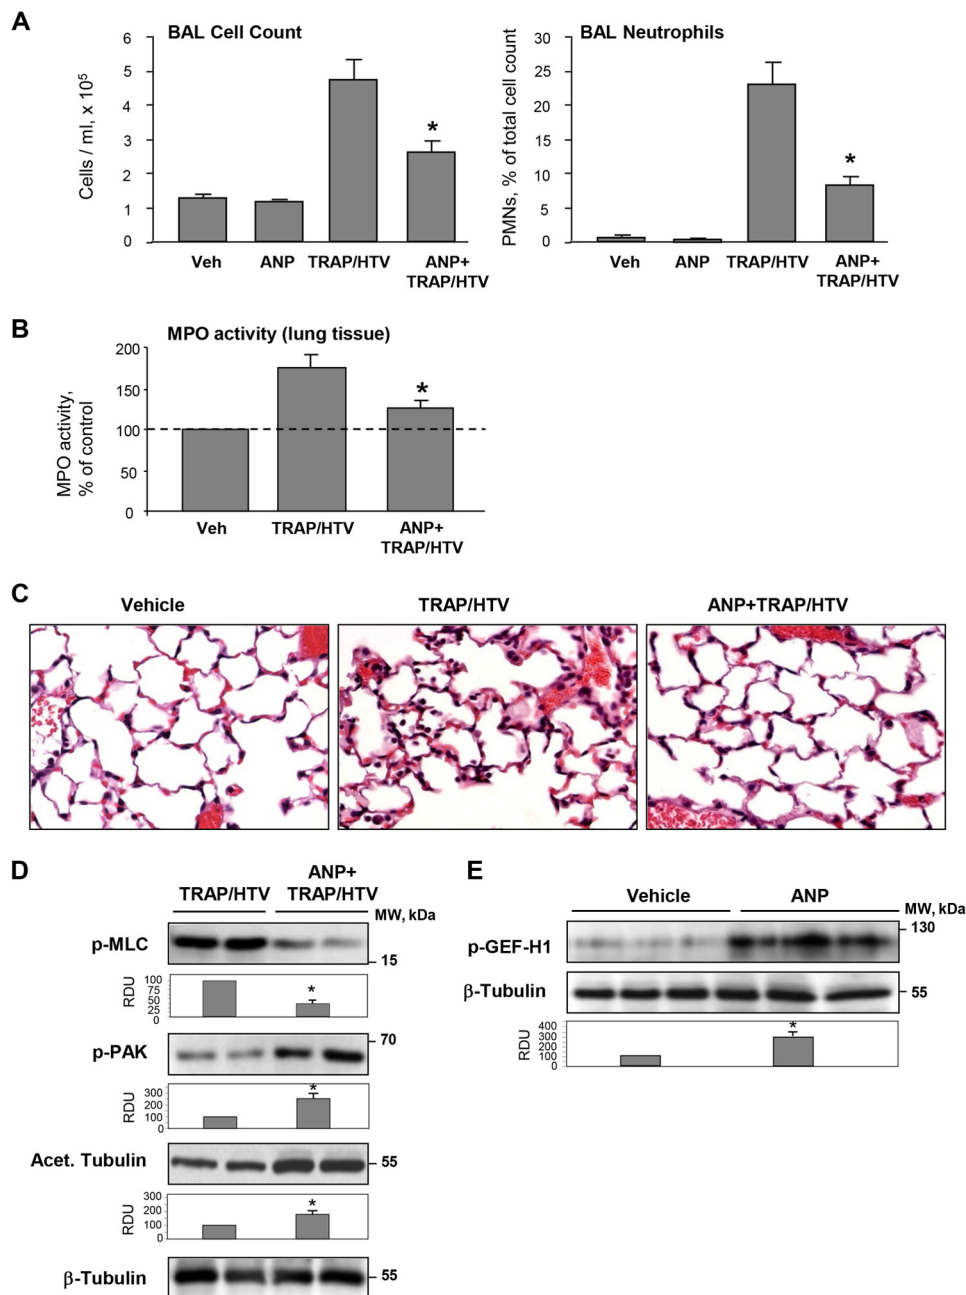 A
BAL Cell Count
Cells / ml, x 10⁵
6
5
4
3
2
1
0
*
Veh
ANP
TRAP/HTV
ANP+
TRAP/HTV
BAL Neutrophils
PMNs, % of total cell count
30
25
20
15
10
5
0
*
Veh
ANP
TRAP/HTV
ANP+
TRAP/HTV
B
MPO activity (lung tissue)
MPO activity,
% of control
200
150
100
50
0
*
Veh
TRAP/HTV
ANP+
TRAP/HTV
C
Vehicle
TRAP/HTV
ANP+TRAP/HTV
D
TRAP/HTV
ANP+
TRAP/HTV
MW, kDa
p-MLC
15
RDU
100
75
50
25
0
*
p-PAK
70
RDU
300
200
100
0
*
Acet. Tubulin
55
RDU
300
200
100
0
*
β-Tubulin
55
E
Vehicle
ANP
MW, kDa
p-GEF-H1
130
β-Tubulin
55
RDU
400
300
200
100
0
*